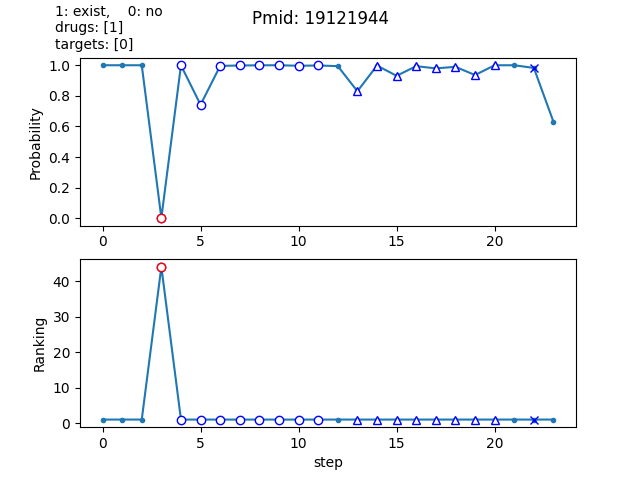 1: exist,    0: no
drugs: [1]
targets: [0]
Pmid: 19121944
Probability
1.0
0.8
0.6
0.4
0.2
0.0
0 5 10 15 20
Ranking
40
30
20
10
0
0 5 10 15 20
step